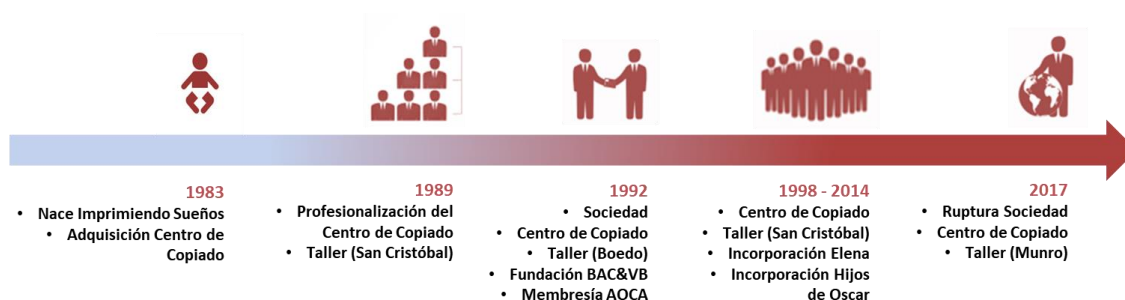 1983
• Nace Imprimiendo Sueños
• Adquisición Centro de
Copiado
1989
• Profesionalización del
Centro de Copiado
• Taller (San Cristóbal)
1992
• Sociedad
• Centro de Copiado
• Taller (Boedo)
• Fundación BAC&VB
• Membresía AOCA
1998 - 2014
• Centro de Copiado
• Taller (San Cristóbal)
• Incorporación Elena
• Incorporación Hijos
de Oscar
2017
• Ruptura Sociedad
• Centro de Copiado
• Taller (Munro)